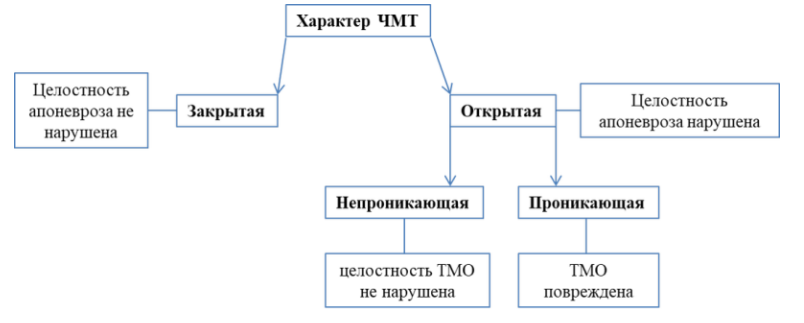 Характер ЧМТ
Целостность
апоневроза не
нарушена
Закрытая
Открытая
Целостность
апоневроза нарушена
Непроникающая
Проникающая
целостность ТМО
не нарушена
ТМО
повреждена